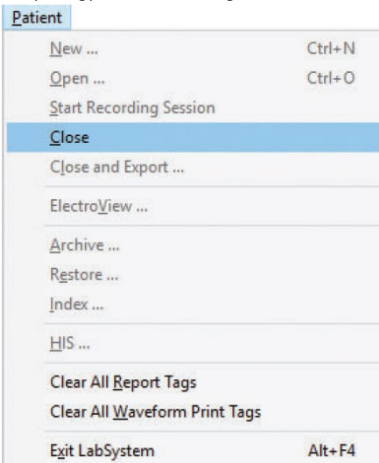 Patient
New ... Ctrl+N
Open ... Ctrl+O
Start Recording Session
Close
Close and Export ...
ElectroView ...
Archive ...
Restore ...
Index ...
HIS ...
Clear All Report Tags
Clear All Waveform Print Tags
Exit LabSystem Alt+F4